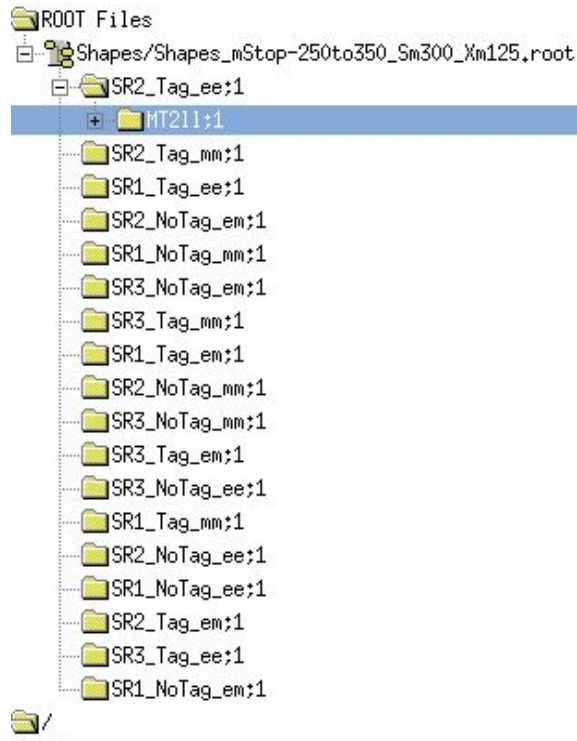 ROOT Files
Shapes/Shapes_mStop-250to350_Sm300_Xm125.root
SR2_Tag_ee;1
MT2ll;1
SR2_Tag_mm;1
SR1_Tag_ee;1
SR2_NoTag_em;1
SR1_NoTag_mm;1
SR3_NoTag_em;1
SR3_Tag_mm;1
SR1_Tag_em;1
SR2_NoTag_mm;1
SR3_NoTag_mm;1
SR3_Tag_em;1
SR3_NoTag_ee;1
SR1_Tag_mm;1
SR2_NoTag_ee;1
SR1_NoTag_ee;1
SR2_Tag_em;1
SR3_Tag_ee;1
SR1_NoTag_em;1
/